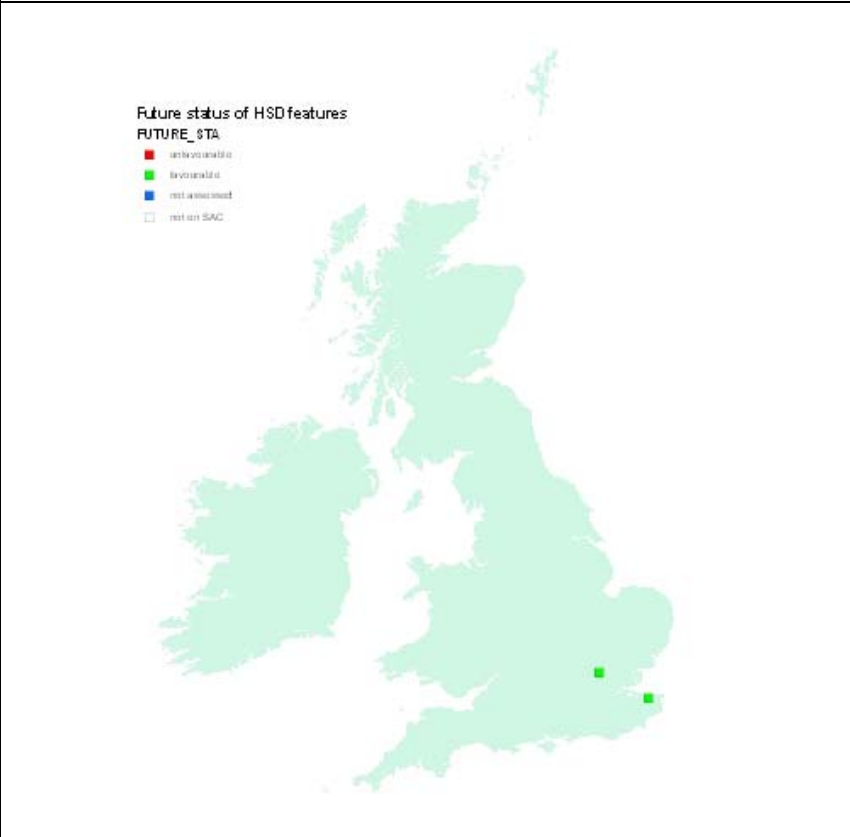 Future status of HSD features
FUTURE_STA
unfavourable
favourable
not assessed
not on SAC